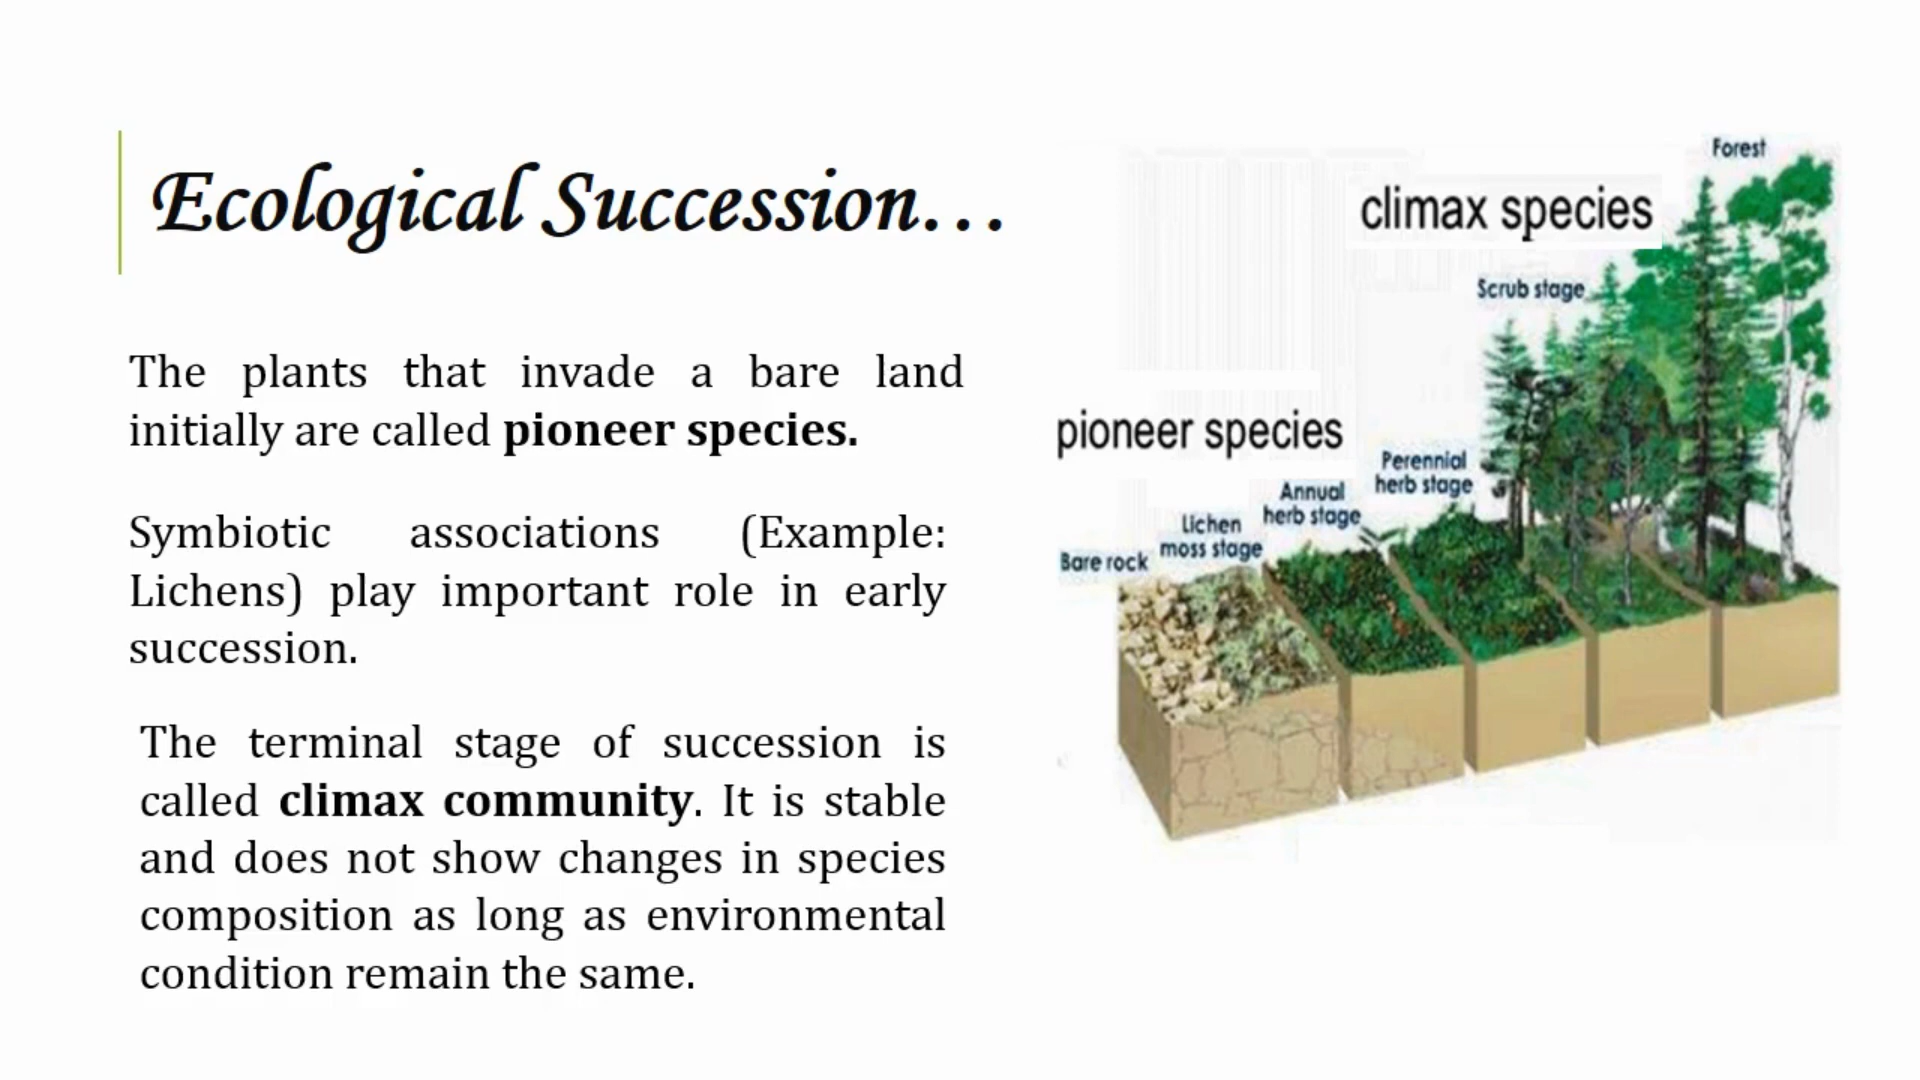 Ecological Succession...
The plants that invade a bare land
initially are called pioneer species.
Symbiotic associations (Example:
Lichens) play important role in early
succession.
The terminal stage of succession is
called climax community. It is stable
and does not show changes in species
composition as long as environmental
condition remain the same.
Forest
climax species
Scrub stage
pioneer species
Perennial
herb stage
Annual
herb stage
Lichen
moss stage
Bare rock